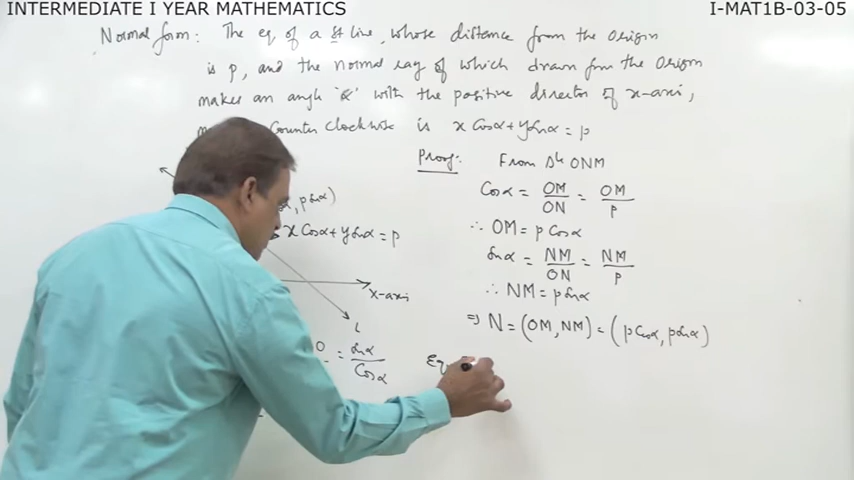 INTERMEDIATE I YEAR MATHEMATICS
I-MAT1B-03-05
Normal form: The eq of a st line, whose distance from the origin
is p, and the normal ray of which drawn from the origin
makes an angle 'α' with the positive direction of x-axis,
Counter clockwise is x Cosα + y Sinα = p
Proof: From Δle ONM
Cosα = OM/ON = OM/p
∴ OM = p Cosα
Sinα = NM/ON = NM/p
∴ NM = p Sinα
⇒ N = (OM, NM) = (p Cosα, p Sinα)
α, p Sinα)
x Cosα + y Sinα = p
x-axis
L
0 = Sinα/Cosα
Eq